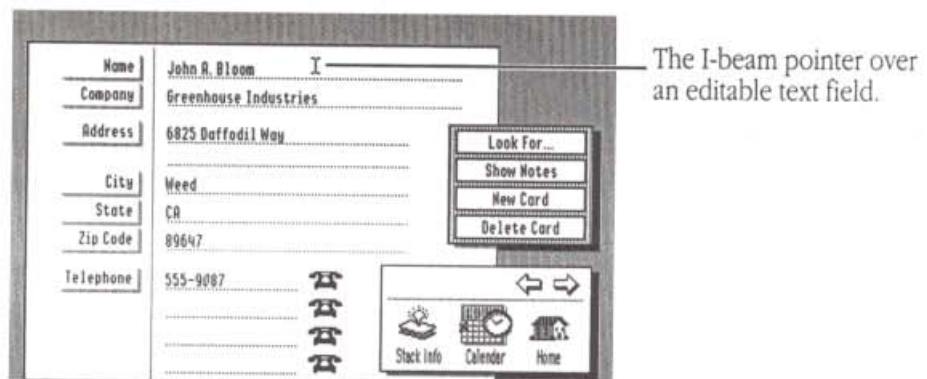 Name John A. Bloom
Company Greenhouse Industries
Address 6825 Daffodil Way
City Weed
State CA
Zip Code 89647
Telephone 555-9087
Look For...
Show Notes
New Card
Delete Card
Stack Info Calendar Home
The I-beam pointer over
an editable text field.